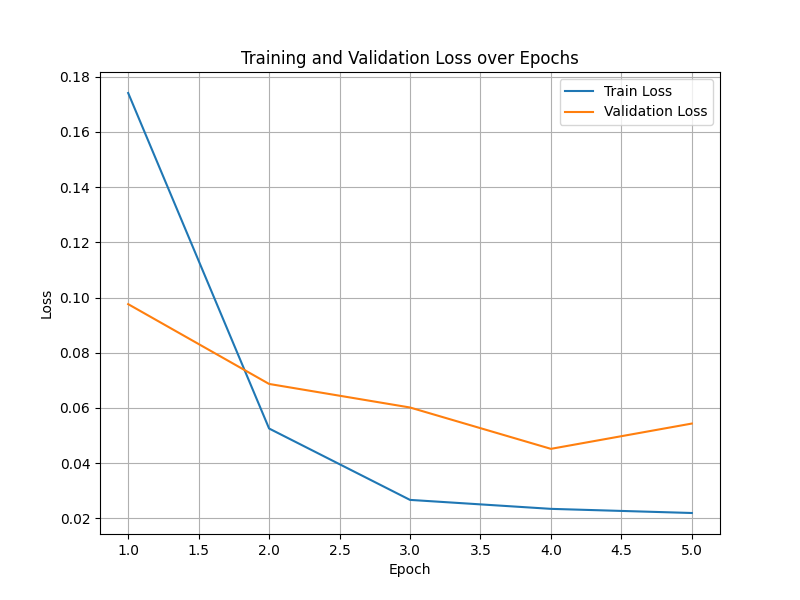 Training and Validation Loss over Epochs
Train Loss
Validation Loss
Loss
0.18
0.16
0.14
0.12
0.10
0.08
0.06
0.04
0.02
1.0 1.5 2.0 2.5 3.0 3.5 4.0 4.5 5.0
Epoch